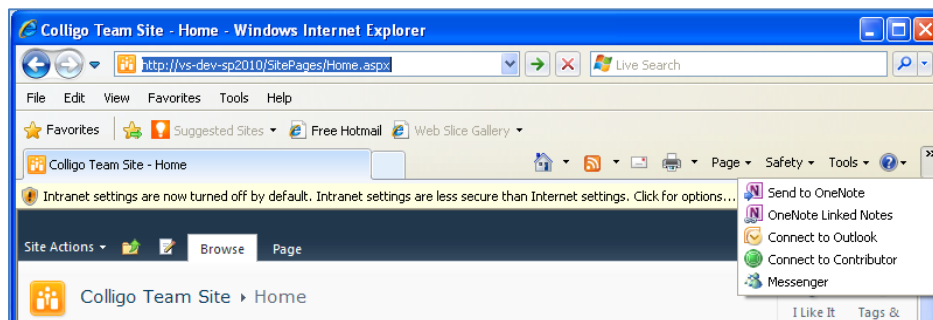 Colligo Team Site - Home - Windows Internet Explorer
http://vs-dev-sp2010/SitePages/Home.aspx
Live Search
File Edit View Favorites Tools Help
Favorites Suggested Sites Free Hotmail Web Slice Gallery
Colligo Team Site - Home
Page Safety Tools
Intranet settings are now turned off by default. Intranet settings are less secure than Internet settings. Click for options...
Send to OneNote
OneNote Linked Notes
Connect to Outlook
Connect to Contributor
Messenger
Site Actions Browse Page
Colligo Team Site Home
I Like It Tags &